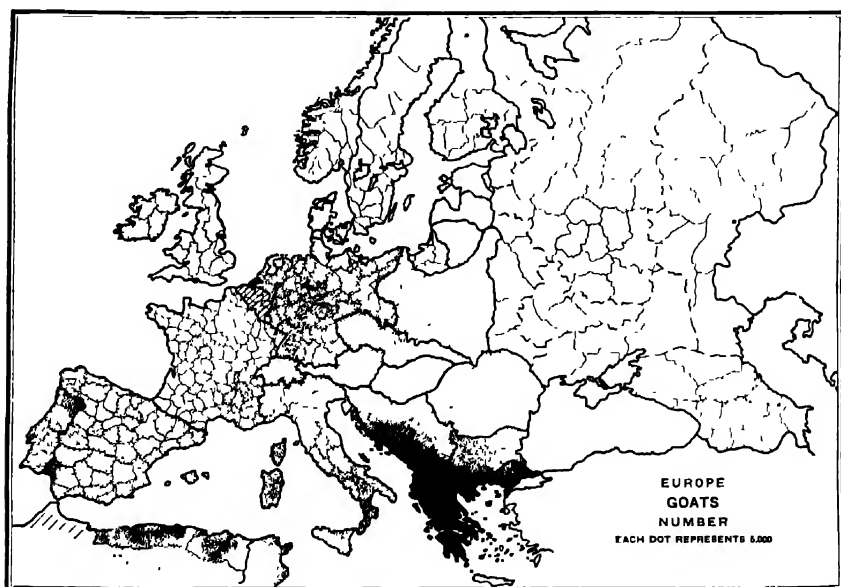 EUROPE
GOATS
NUMBER
EACH DOT REPRESENTS 5,000